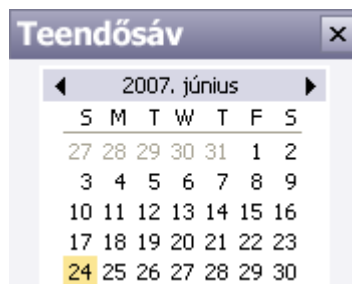 Teendősáv
2007. június
S M T W T F S
27 28 29 30 31 1 2
3 4 5 6 7 8 9
10 11 12 13 14 15 16
17 18 19 20 21 22 23
24 25 26 27 28 29 30